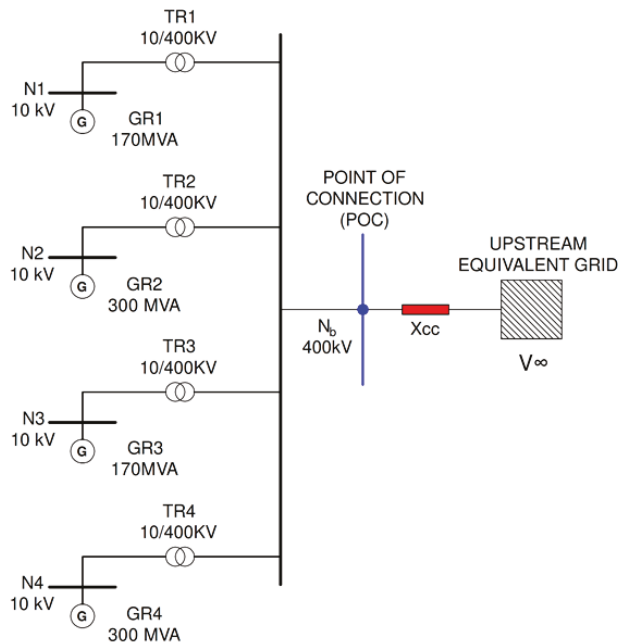 TR1
10/400KV
N1
10 kV
G
GR1
170MVA
TR2
10/400KV
N2
10 kV
G
GR2
300 MVA
TR3
10/400KV
N3
10 kV
G
GR3
170MVA
TR4
10/400KV
N4
10 kV
G
GR4
300 MVA
POINT OF
CONNECTION
(POC)
Nb
400kV
Xcc
UPSTREAM
EQUIVALENT GRID
V∞